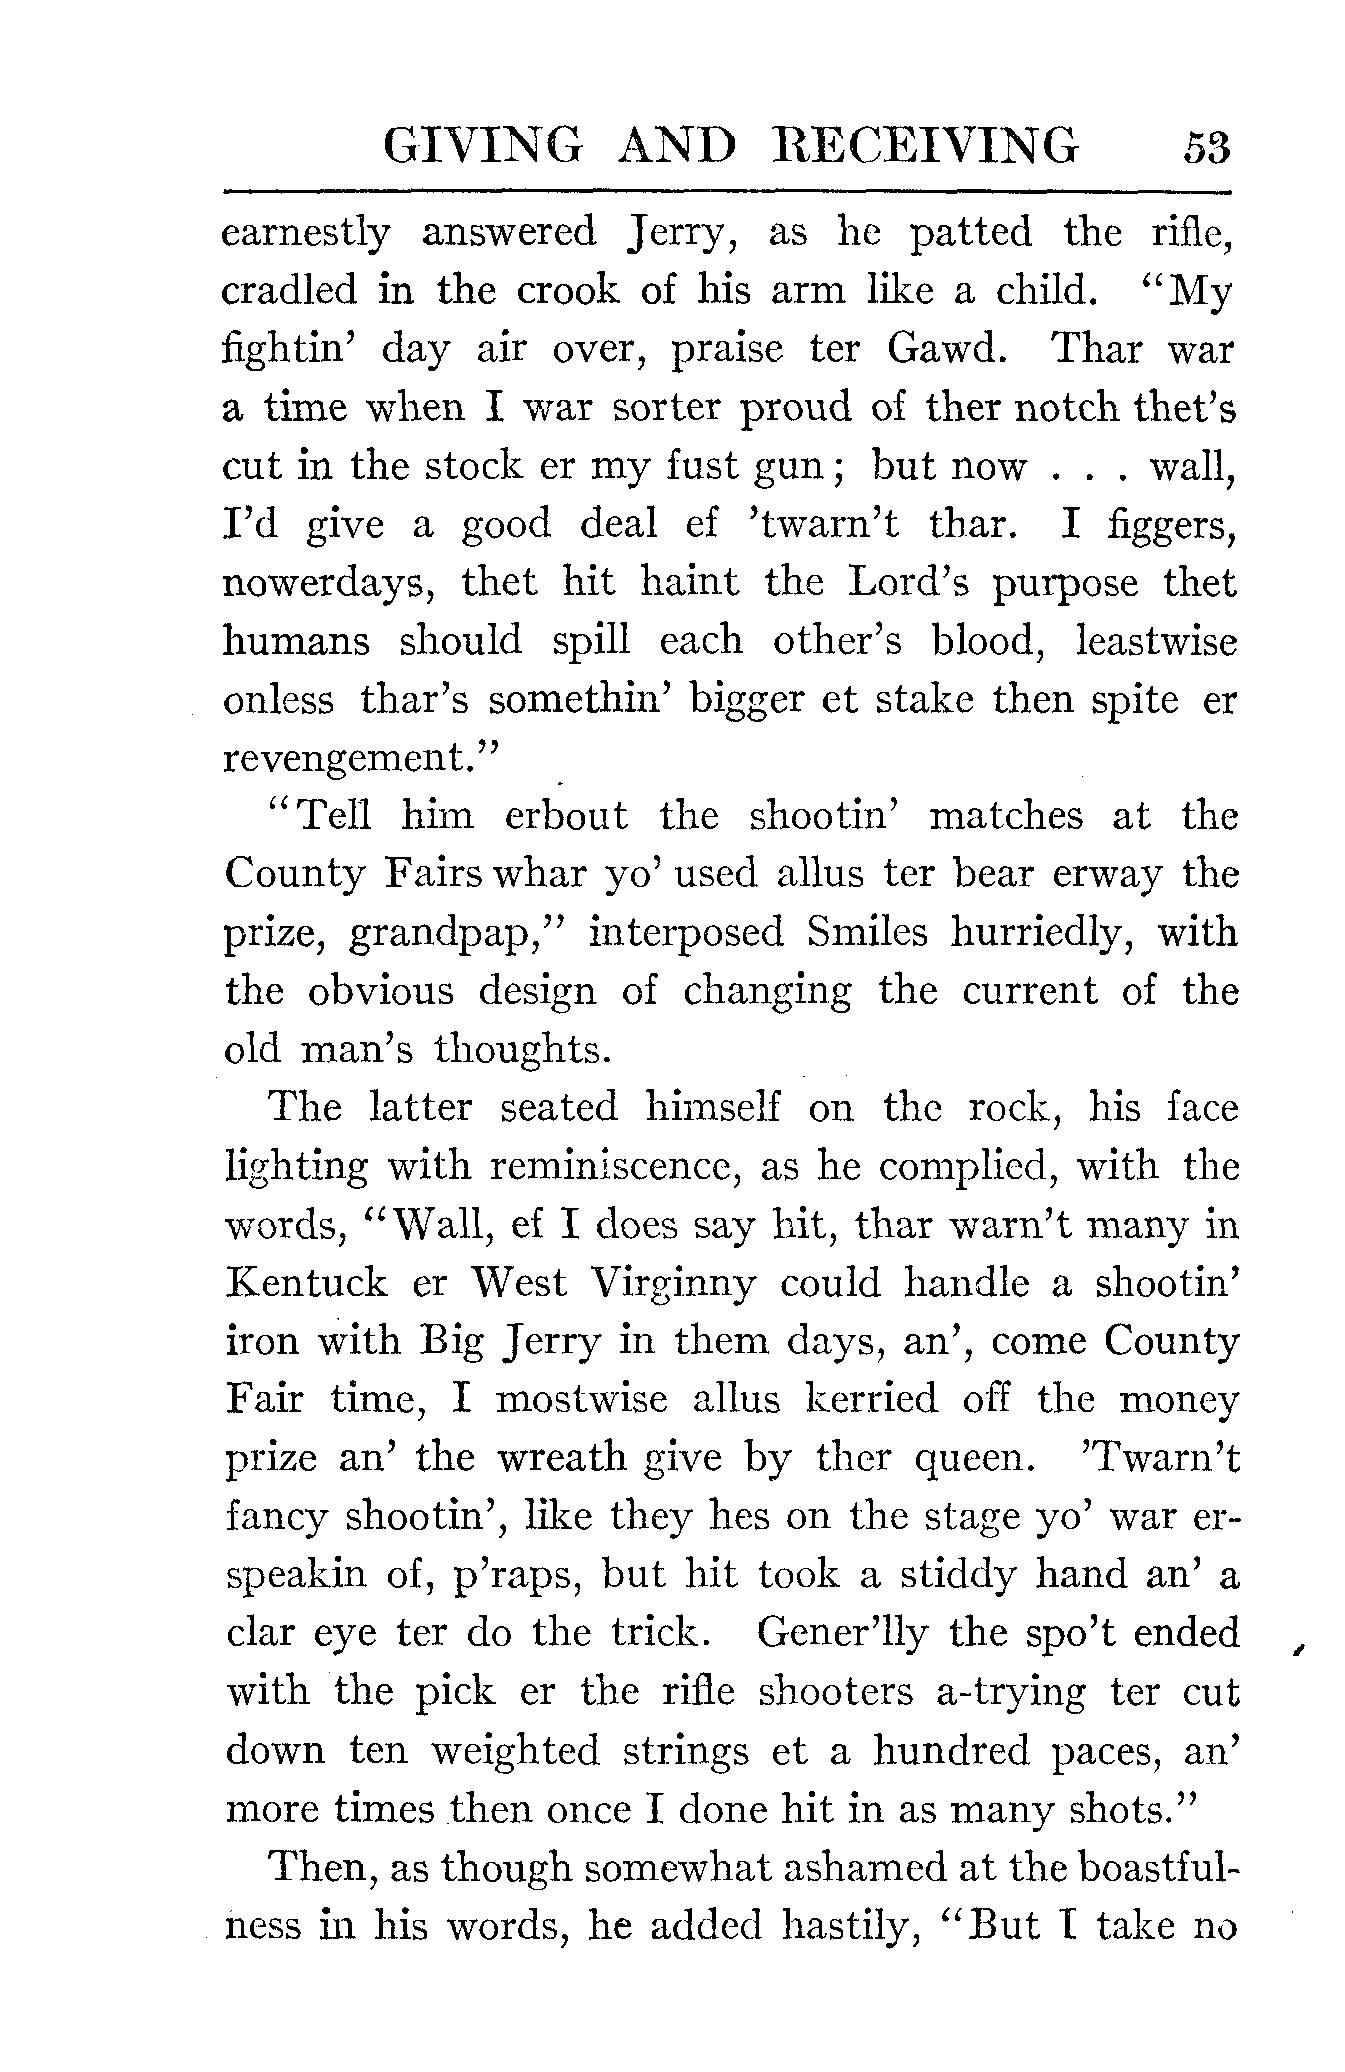 GIVING AND RECEIVING 53
earnestly answered Jerry, as he patted the rifle,
cradled in the crook of his arm like a child. "My
fightin' day air over, praise ter Gawd. Thar war
a time when I war sorter proud of ther notch thet's
cut in the stock er my fust gun; but now . . . wall,
I'd give a good deal ef 'twarn't thar. I figgers,
nowerdays, thet hit haint the Lord's purpose thet
humans should spill each other's blood, leastwise
onless thar's somethin' bigger et stake then spite er
revengement."
"Tell him erbout the shootin' matches at the
County Fairs whar yo' used allus ter bear erway the
prize, grandpap," interposed Smiles hurriedly, with
the obvious design of changing the current of the
old man's thoughts.
The latter seated himself on the rock, his face
lighting with reminiscence, as he complied, with the
words, "Wall, ef I does say hit, thar warn't many in
Kentuck er West Virginny could handle a shootin'
iron with Big Jerry in them days, an', come County
Fair time, I mostwise allus kerried off the money
prize an' the wreath give by ther queen. 'Twarn't
fancy shootin', like they hes on the stage yo' war er-
speakin of, p'raps, but hit took a stiddy hand an' a
clar eye ter do the trick. Gener'lly the spo't ended
with the pick er the rifle shooters a-trying ter cut
down ten weighted strings et a hundred paces, an'
more times then once I done hit in as many shots."
Then, as though somewhat ashamed at the boastful-
ness in his words, he added hastily, "But I take no